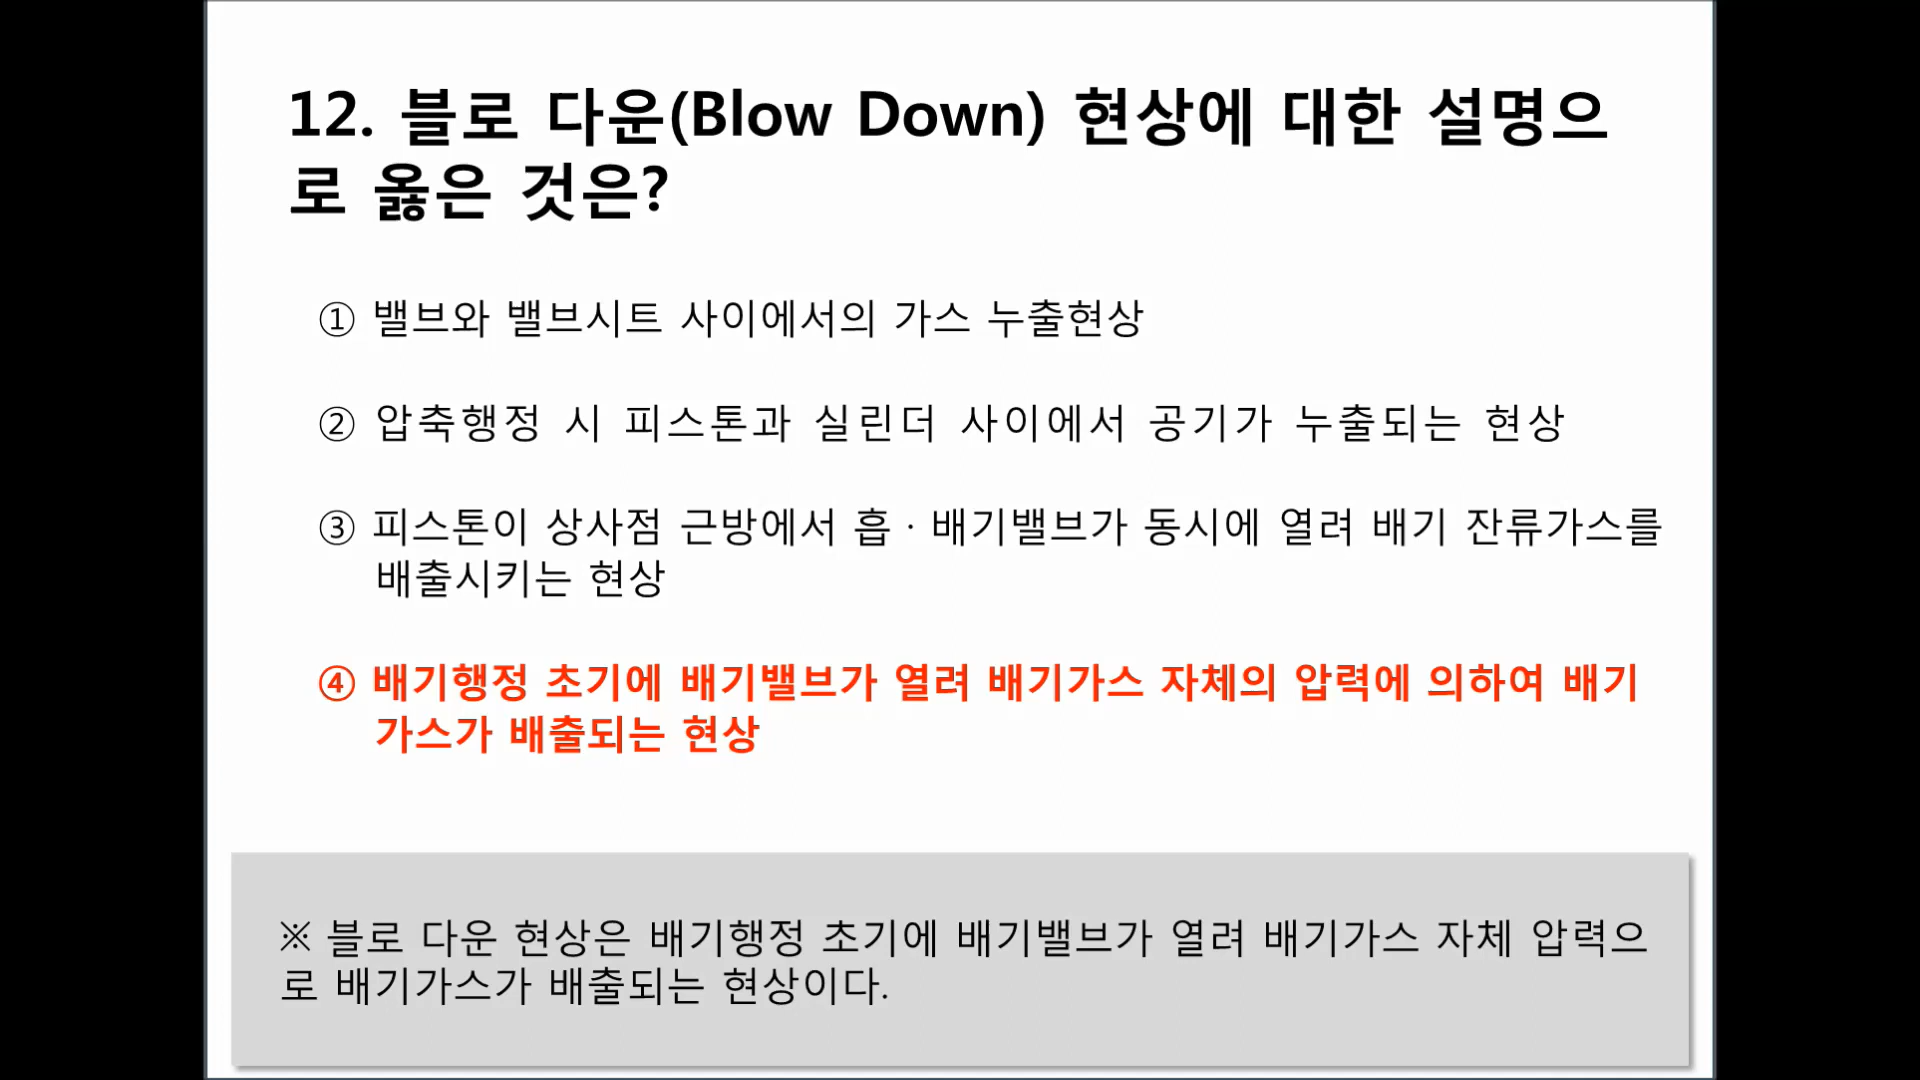 12. 블로 다운(Blow Down) 현상에 대한 설명으
로 옳은 것은?
① 밸브와 밸브시트 사이에서의 가스 누출현상
② 압축행정 시 피스톤과 실린더 사이에서 공기가 누출되는 현상
③ 피스톤이 상사점 근방에서 흡·배기밸브가 동시에 열려 배기 잔류가스를
배출시키는 현상
④ 배기행정 초기에 배기밸브가 열려 배기가스 자체의 압력에 의하여 배기
가스가 배출되는 현상
※ 블로 다운 현상은 배기행정 초기에 배기밸브가 열려 배기가스 자체 압력으
로 배기가스가 배출되는 현상이다.